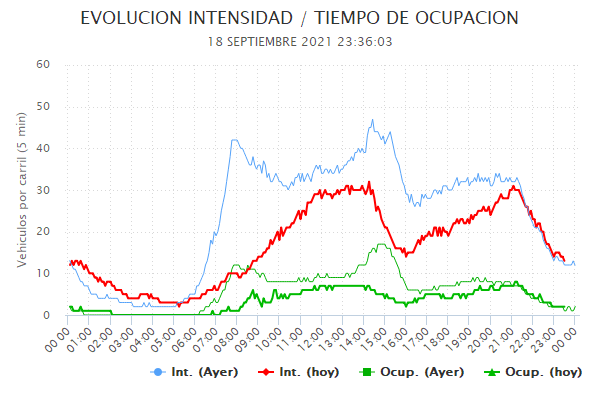 EVOLUCION INTENSIDAD / TIEMPO DE OCUPACION
18 SEPTIEMBRE 2021 23:36:03
Vehiculos por carril (5 min)
60
50
40
30
20
10
0
00:00 01:00 02:00 03:00 04:00 05:00 06:00 07:00 08:00 09:00 10:00 11:00 12:00 13:00 14:00 15:00 16:00 17:00 18:00 19:00 20:00 21:00 22:00 23:00 00:00
Int. (Ayer) Int. (hoy) Ocup. (Ayer) Ocup. (hoy)